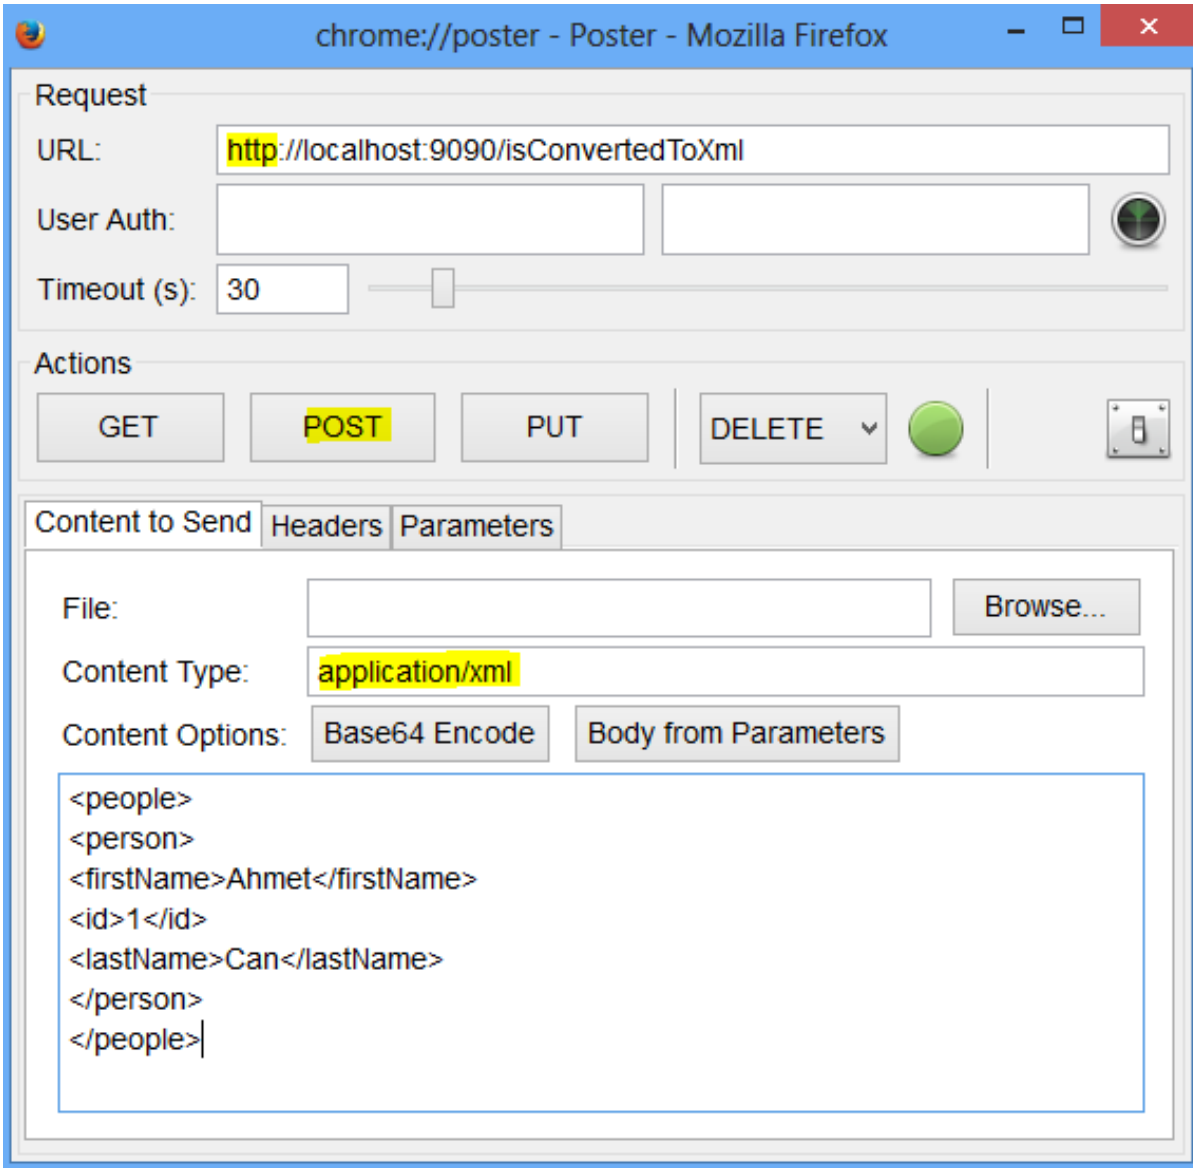 chrome://poster - Poster - Mozilla Firefox
Request
URL: http://localhost:9090/isConvertedToXml
User Auth:
Timeout (s): 30
Actions
GET POST PUT DELETE
Content to Send Headers Parameters
File: Browse...
Content Type: application/xml
Content Options: Base64 Encode Body from Parameters
<people>
<person>
<firstName>Ahmet</firstName>
<id>1</id>
<lastName>Can</lastName>
</person>
</people>